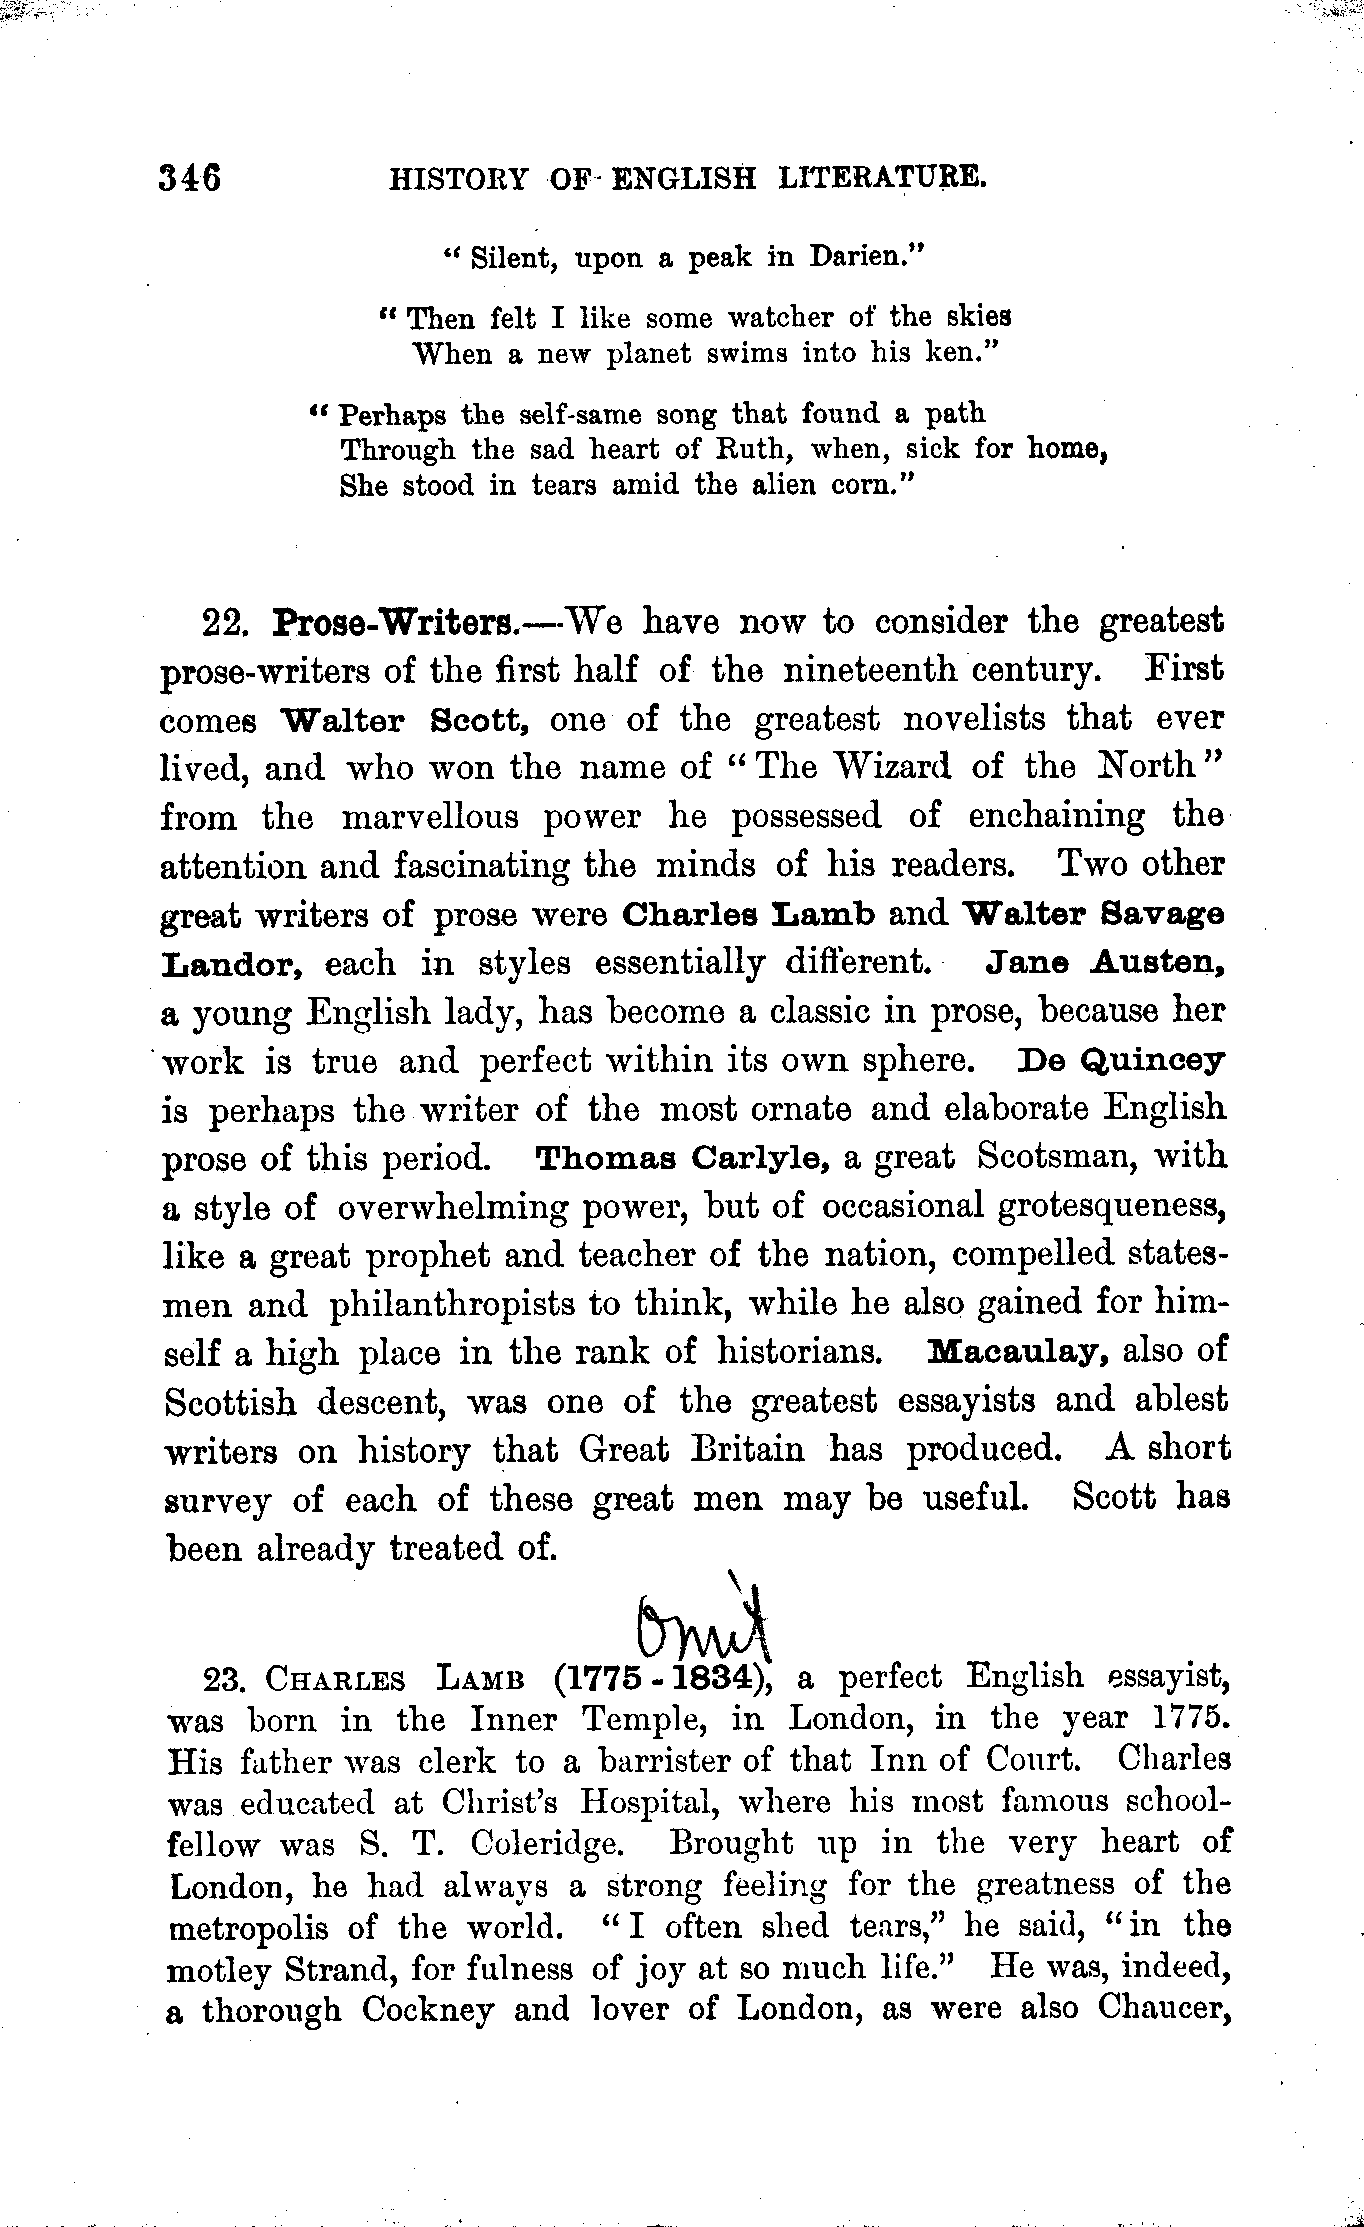 346 HISTORY OF ENGLISH LITERATURE.
“Silent, upon a peak in Darien.”
“Then felt I like some watcher of the skies
When a new planet swims into his ken.”
“Perhaps the self-same song that found a path
Through the sad heart of Ruth, when, sick for home,
She stood in tears amid the alien corn.”
22. Prose-Writers.—We have now to consider the greatest
prose-writers of the first half of the nineteenth century. First
comes Walter Scott, one of the greatest novelists that ever
lived, and who won the name of “The Wizard of the North”
from the marvellous power he possessed of enchaining the
attention and fascinating the minds of his readers. Two other
great writers of prose were Charles Lamb and Walter Savage
Landor, each in styles essentially different. Jane Austen,
a young English lady, has become a classic in prose, because her
work is true and perfect within its own sphere. De Quincey
is perhaps the writer of the most ornate and elaborate English
prose of this period. Thomas Carlyle, a great Scotsman, with
a style of overwhelming power, but of occasional grotesqueness,
like a great prophet and teacher of the nation, compelled states-
men and philanthropists to think, while he also gained for him-
self a high place in the rank of historians. Macaulay, also of
Scottish descent, was one of the greatest essayists and ablest
writers on history that Great Britain has produced. A short
survey of each of these great men may be useful. Scott has
been already treated of.
Omit
23. CHARLES LAMB (1775-1834), a perfect English essayist,
was born in the Inner Temple, in London, in the year 1775.
His father was clerk to a barrister of that Inn of Court. Charles
was educated at Christ’s Hospital, where his most famous school-
fellow was S. T. Coleridge. Brought up in the very heart of
London, he had always a strong feeling for the greatness of the
metropolis of the world. “I often shed tears,” he said, “in the
motley Strand, for fulness of joy at so much life.” He was, indeed,
a thorough Cockney and lover of London, as were also Chaucer,